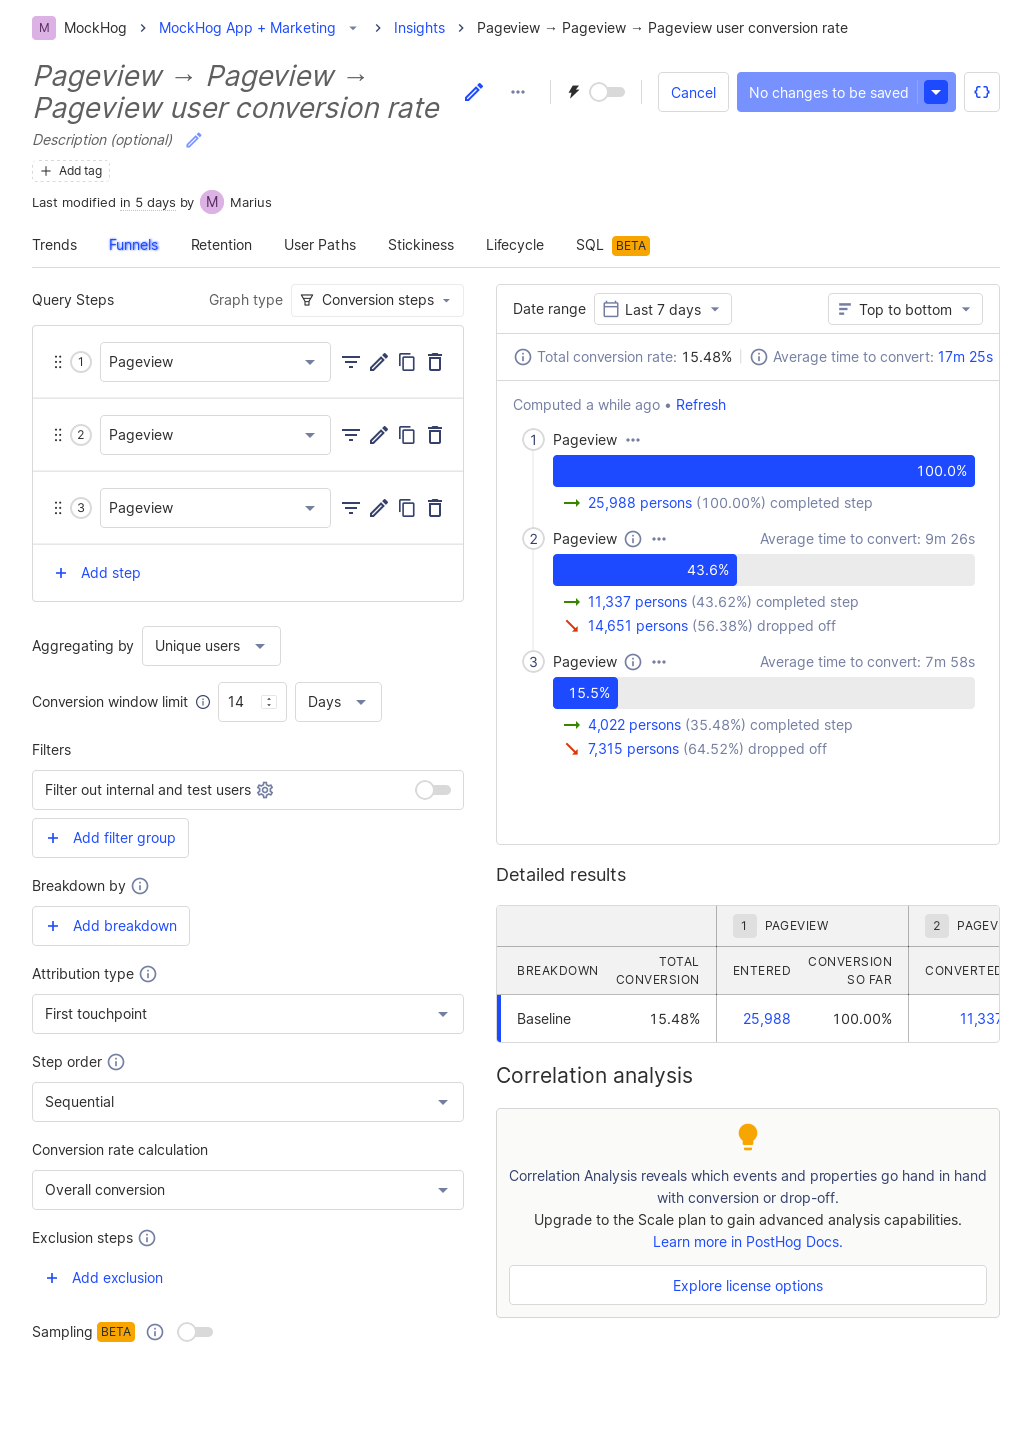 M MockHog > MockHog App + Marketing > Insights > Pageview → Pageview → Pageview user conversion rate
Pageview → Pageview →
Pageview user conversion rate
Cancel
No changes to be saved
Description (optional)
+ Add tag
Last modified in 5 days by M Marius
Trends Funnels Retention User Paths Stickiness Lifecycle SQL BETA
Query Steps Graph type Conversion steps
1 Pageview
2 Pageview
3 Pageview
+ Add step
Aggregating by Unique users
Conversion window limit 14 Days
Filters
Filter out internal and test users
+ Add filter group
Breakdown by
+ Add breakdown
Attribution type
First touchpoint
Step order
Sequential
Conversion rate calculation
Overall conversion
Exclusion steps
+ Add exclusion
Sampling BETA
Date range Last 7 days Top to bottom
Total conversion rate: 15.48% Average time to convert: 17m 25s
Computed a while ago • Refresh
1 Pageview
100.0%
→ 25,988 persons (100.00%) completed step
2 Pageview Average time to convert: 9m 26s
43.6%
→ 11,337 persons (43.62%) completed step
↘ 14,651 persons (56.38%) dropped off
3 Pageview Average time to convert: 7m 58s
15.5%
→ 4,022 persons (35.48%) completed step
↘ 7,315 persons (64.52%) dropped off
Detailed results
1 PAGEVIEW 2 PAGEV
BREAKDOWN TOTAL CONVERSION ENTERED CONVERSION SO FAR CONVERTED
Baseline 15.48% 25,988 100.00% 11,337
Correlation analysis
Correlation Analysis reveals which events and properties go hand in hand
with conversion or drop-off.
Upgrade to the Scale plan to gain advanced analysis capabilities.
Learn more in PostHog Docs.
Explore license options